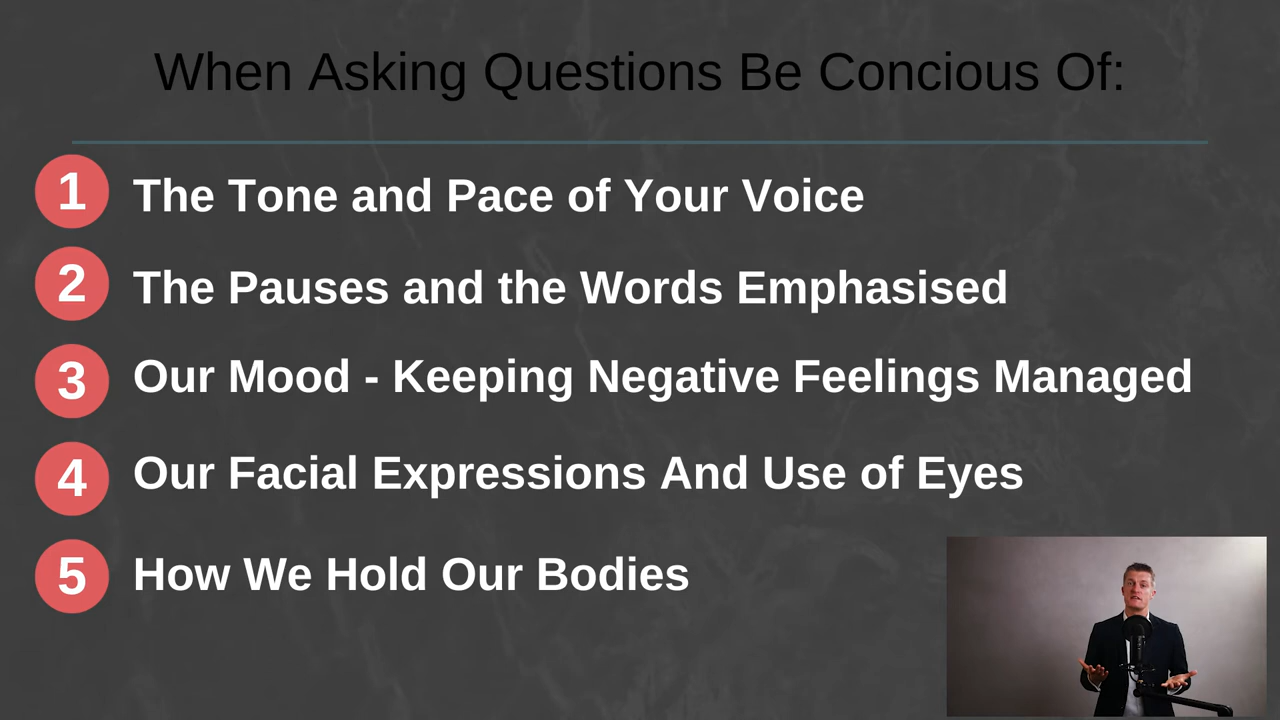 When Asking Questions Be Concious Of:
1 The Tone and Pace of Your Voice
2 The Pauses and the Words Emphasised
3 Our Mood - Keeping Negative Feelings Managed
4 Our Facial Expressions And Use of Eyes
5 How We Hold Our Bodies